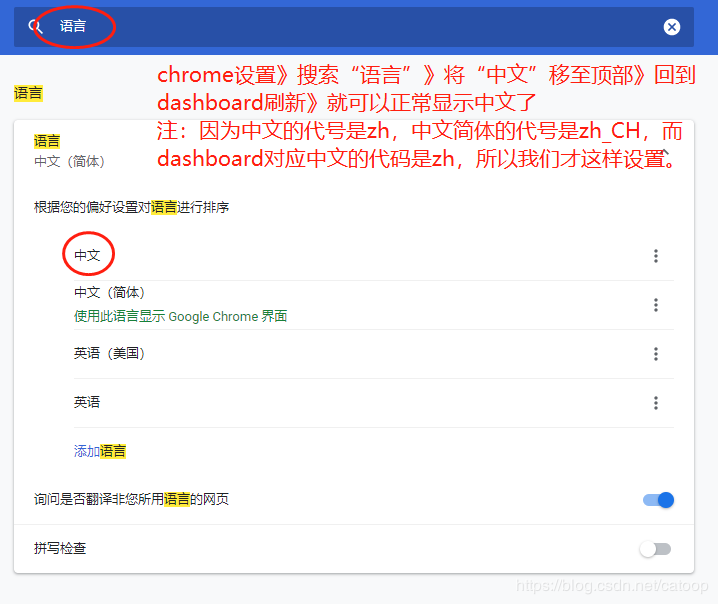 语言
chrome设置》搜索“语言”》将“中文”移至顶部》回到
dashboard刷新》就可以正常显示中文了
注：因为中文的代号是zh，中文简体的代号是zh_CH，而
dashboard对应中文的代码是zh，所以我们才这样设置。
语言
语言
中文（简体）
根据您的偏好设置对语言进行排序
中文
中文（简体）
使用此语言显示 Google Chrome 界面
英语（美国）
英语
添加语言
询问是否翻译非您所用语言的网页
拼写检查
https://blog.csdn.net/catoop